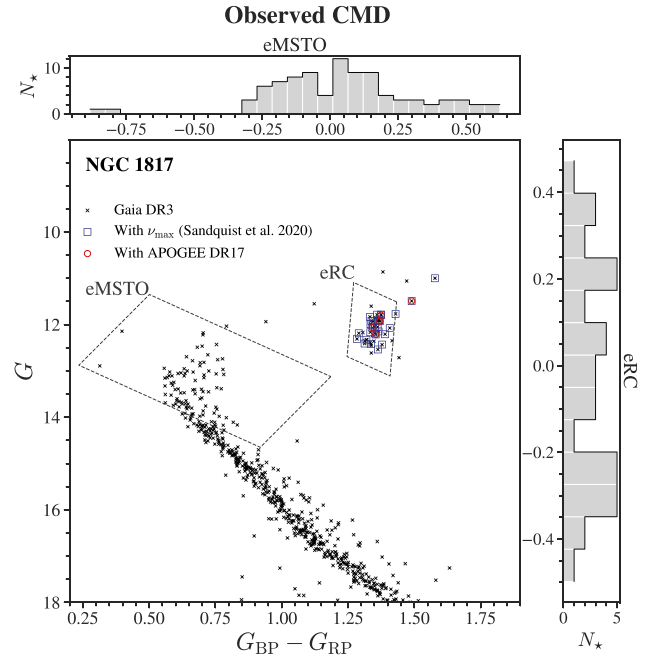 Observed CMD
eMSTO
10
0
N⋆
−0.75 −0.50 −0.25 0.00 0.25 0.50
NGC 1817
Gaia DR3
With ν_max (Sandquist et al. 2020)
With APOGEE DR17
eMSTO
eRC
10
12
14
16
18
G
0.25 0.50 0.75 1.00 1.25 1.50 1.75
G_BP − G_RP
0.4
0.2
0.0
−0.2
−0.4
eRC
0 5
N⋆